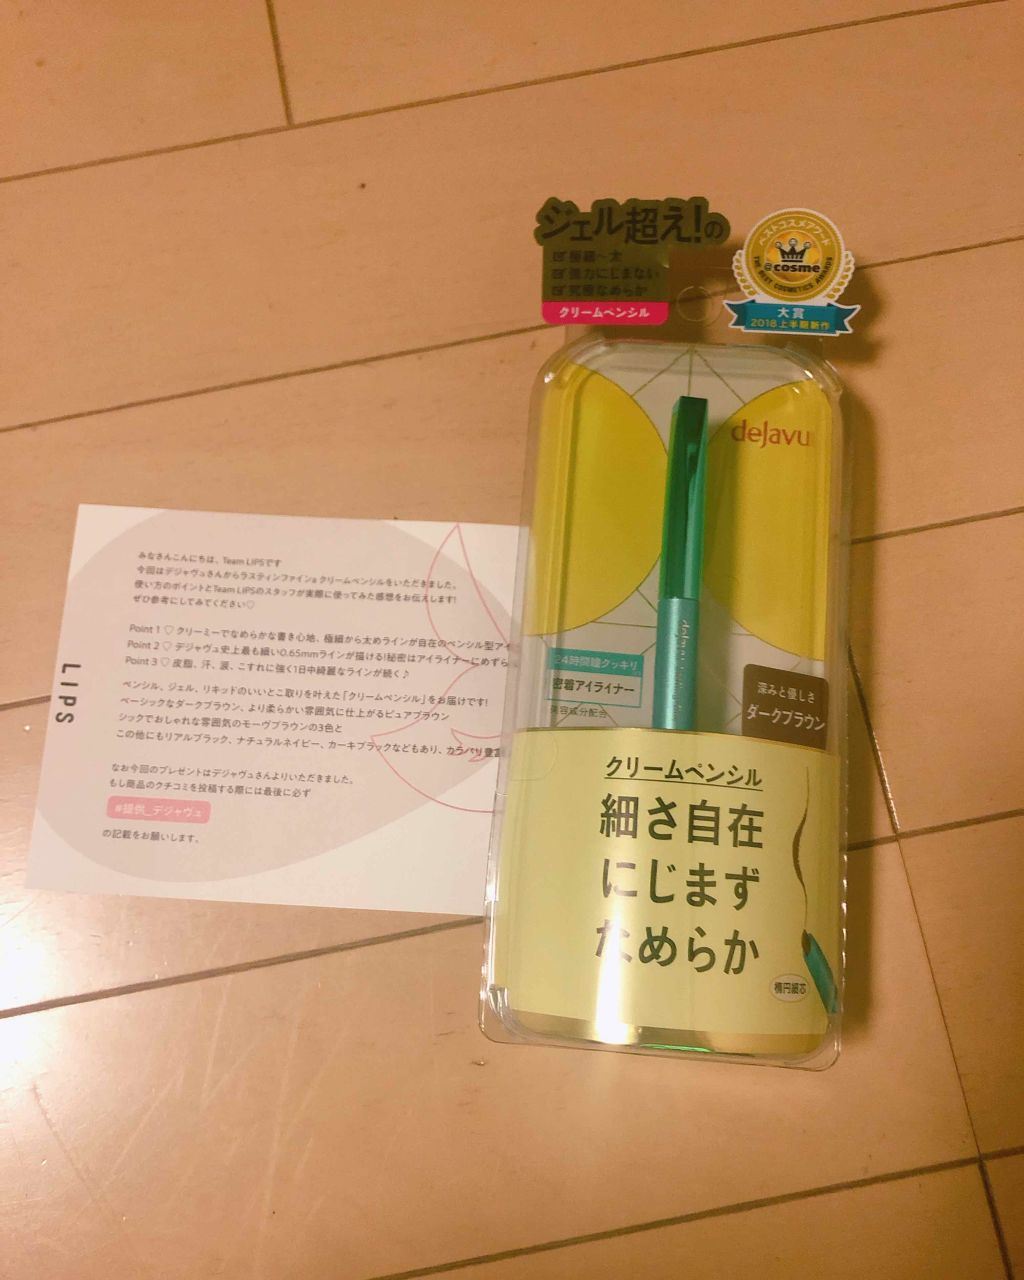 みなさんこんにちは、Team LIPSです
今回はデジャヴュさんからラスティンファインa クリームペンシルをいただきました。
使い方のポイントとTeam LIPSのスタッフが実際に使ってみた感想をお伝えします!
ぜひ参考にしてみてください♡
Point 1 ♡ クリーミーでなめらかな書き心地、極細から太めラインが自在のペンシル型アイ
Point 2 ♡ デジャヴュ史上最も細い0.65mmラインが描ける!秘密はアイライナーにめずら
Point 3 ♡ 皮脂、汗、涙、こすれに強く1日中綺麗なラインが続く♪
ペンシル、ジェル、リキッドのいいとこ取りを叶えた「クリームペンシル」をお届けです!
ベーシックなダークブラウン、より柔らかい雰囲気に仕上がるピュアブラウン
シックでおしゃれな雰囲気のモーヴブラウンの3色と
この他にもリアルブラック、ナチュラルネイビー、カーキブラックなどもあり、カラバリ豊富
なお今回のプレゼントはデジャヴュさんよりいただきました。
もし商品のクチコミを投稿する際には最後に必ず
#提供_デジャヴュ
の記載をお願いします。
LIPS
ジェル超え!の
極細～太
強力にじまない
究極なめらか
クリームペンシル
ベストコスメアワード
@cosme
THE BEST COSMETICS AWARDS
大賞
2018上半期新作
dejavu
24時間瞳クッキリ
密着アイライナー
美容成分配合
深みと優しさ
ダークブラウン
クリームペンシル
細さ自在
にじまず
なめらか
楕円細芯